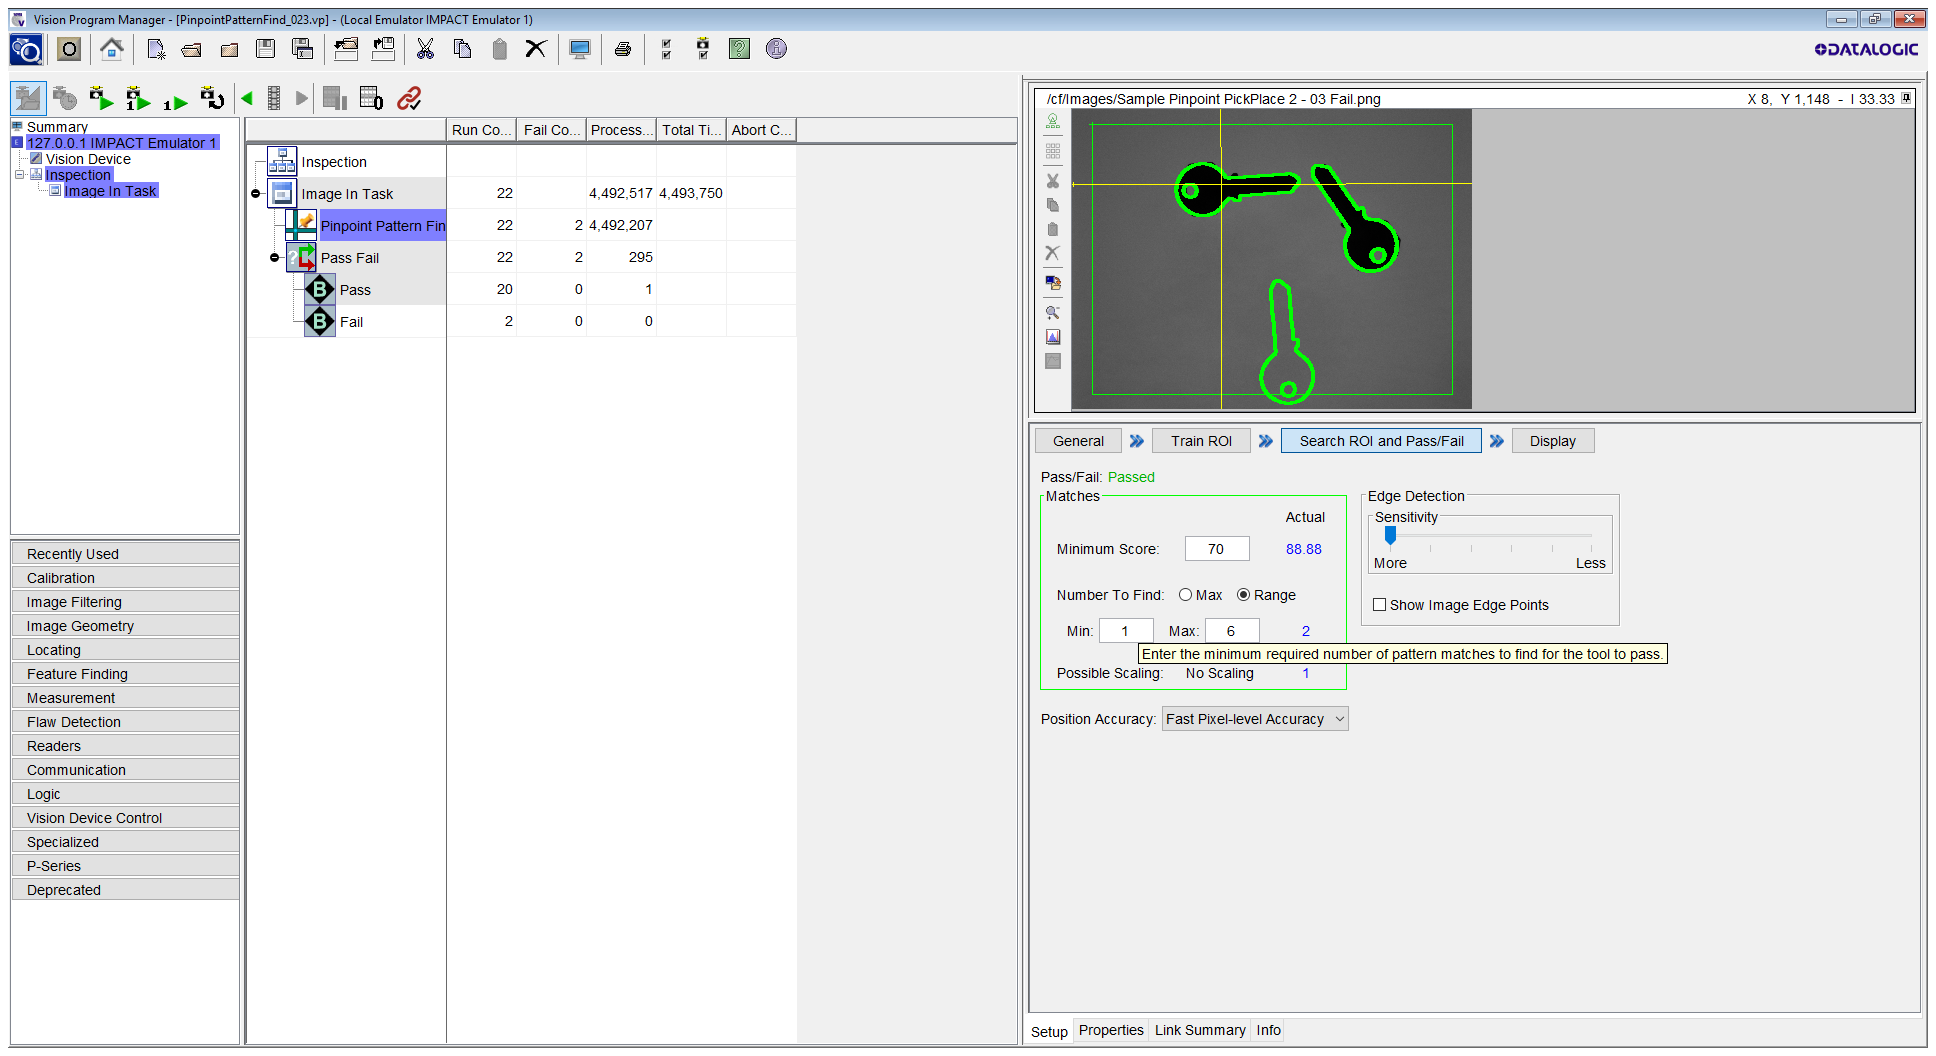 Vision Program Manager - [PinpointPatternFind_023.vp] - (Local Emulator IMPACT Emulator 1)
DATALOGIC
Summary
127.0.0.1 IMPACT Emulator 1
Vision Device
Inspection
Image In Task
Recently Used
Calibration
Image Filtering
Image Geometry
Locating
Feature Finding
Measurement
Flaw Detection
Readers
Communication
Logic
Vision Device Control
Specialized
P-Series
Deprecated
Run Co... Fail Co... Process... Total Ti... Abort C...
Inspection
Image In Task 22 4,492,517 4,493,750
Pinpoint Pattern Fin 22 2 4,492,207
Pass Fail 22 2 295
B Pass 20 0 1
B Fail 2 0 0
/cf/Images/Sample Pinpoint PickPlace 2 - 03 Fail.png X 8, Y 1,148 - I 33.33
General Train ROI Search ROI and Pass/Fail Display
Pass/Fail: Passed
Matches
Actual
Minimum Score: 70 88.88
Number To Find: Max Range
Min: 1 Max: 6 2
Enter the minimum required number of pattern matches to find for the tool to pass.
Possible Scaling: No Scaling 1
Position Accuracy: Fast Pixel-level Accuracy
Edge Detection
Sensitivity
More Less
Show Image Edge Points
Setup Properties Link Summary Info